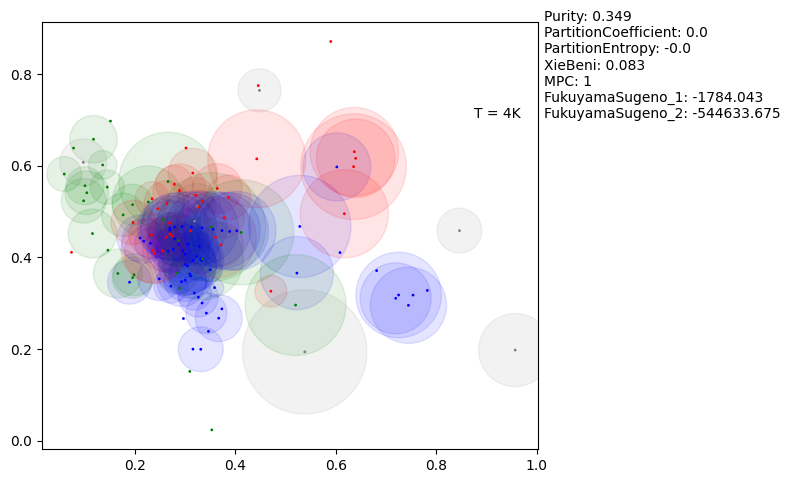 Purity: 0.349
PartitionCoefficient: 0.0
PartitionEntropy: -0.0
XieBeni: 0.083
MPC: 1
FukuyamaSugeno_1: -1784.043
FukuyamaSugeno_2: -544633.675
T = 4K
0.8
0.6
0.4
0.2
0.0
0.2 0.4 0.6 0.8 1.0